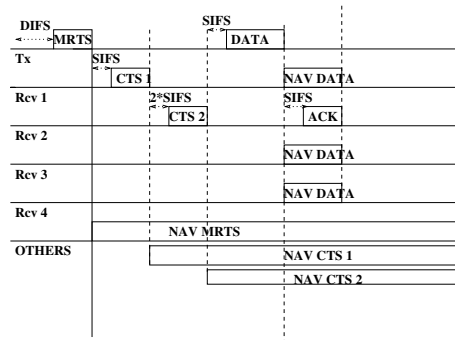 DIFS
SIFS
MRTS
DATA
Tx
SIFS
CTS 1
NAV DATA
Rcv 1
2*SIFS
SIFS
CTS 2
ACK
Rcv 2
NAV DATA
Rcv 3
NAV DATA
Rcv 4
NAV MRTS
OTHERS
NAV CTS 1
NAV CTS 2